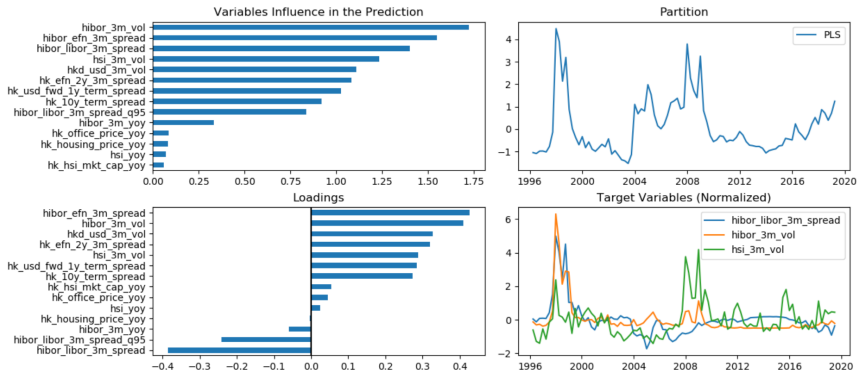 Variables Influence in the Prediction
hibor_3m_vol
hibor_efn_3m_spread
hibor_libor_3m_spread
hsi_3m_vol
hkd_usd_3m_vol
hk_efn_2y_3m_spread
hk_usd_fwd_1y_term_spread
hk_10y_term_spread
hibor_libor_3m_spread_q95
hibor_3m_yoy
hk_office_price_yoy
hk_housing_price_yoy
hsi_yoy
hk_hsi_mkt_cap_yoy
0.00 0.25 0.50 0.75 1.00 1.25 1.50 1.75
Partition
PLS
4
3
2
1
0
−1
1996 2000 2004 2008 2012 2016 2020
Loadings
hibor_efn_3m_spread
hibor_3m_vol
hkd_usd_3m_vol
hk_efn_2y_3m_spread
hsi_3m_vol
hk_usd_fwd_1y_term_spread
hk_10y_term_spread
hk_hsi_mkt_cap_yoy
hk_office_price_yoy
hsi_yoy
hk_housing_price_yoy
hibor_3m_yoy
hibor_libor_3m_spread_q95
hibor_libor_3m_spread
−0.4 −0.3 −0.2 −0.1 0.0 0.1 0.2 0.3 0.4
Target Variables (Normalized)
hibor_libor_3m_spread
hibor_3m_vol
hsi_3m_vol
6
4
2
0
−2
1996 2000 2004 2008 2012 2016 2020